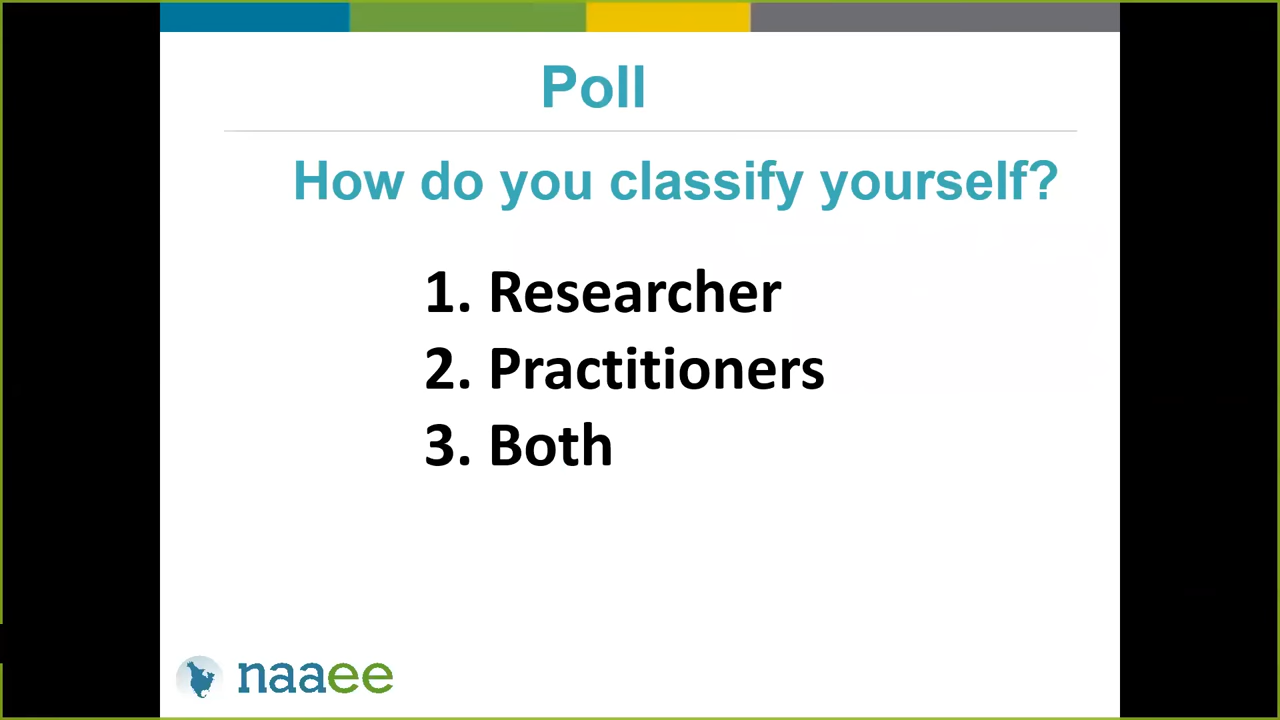 Poll
How do you classify yourself?
1. Researcher
2. Practitioners
3. Both
naaee